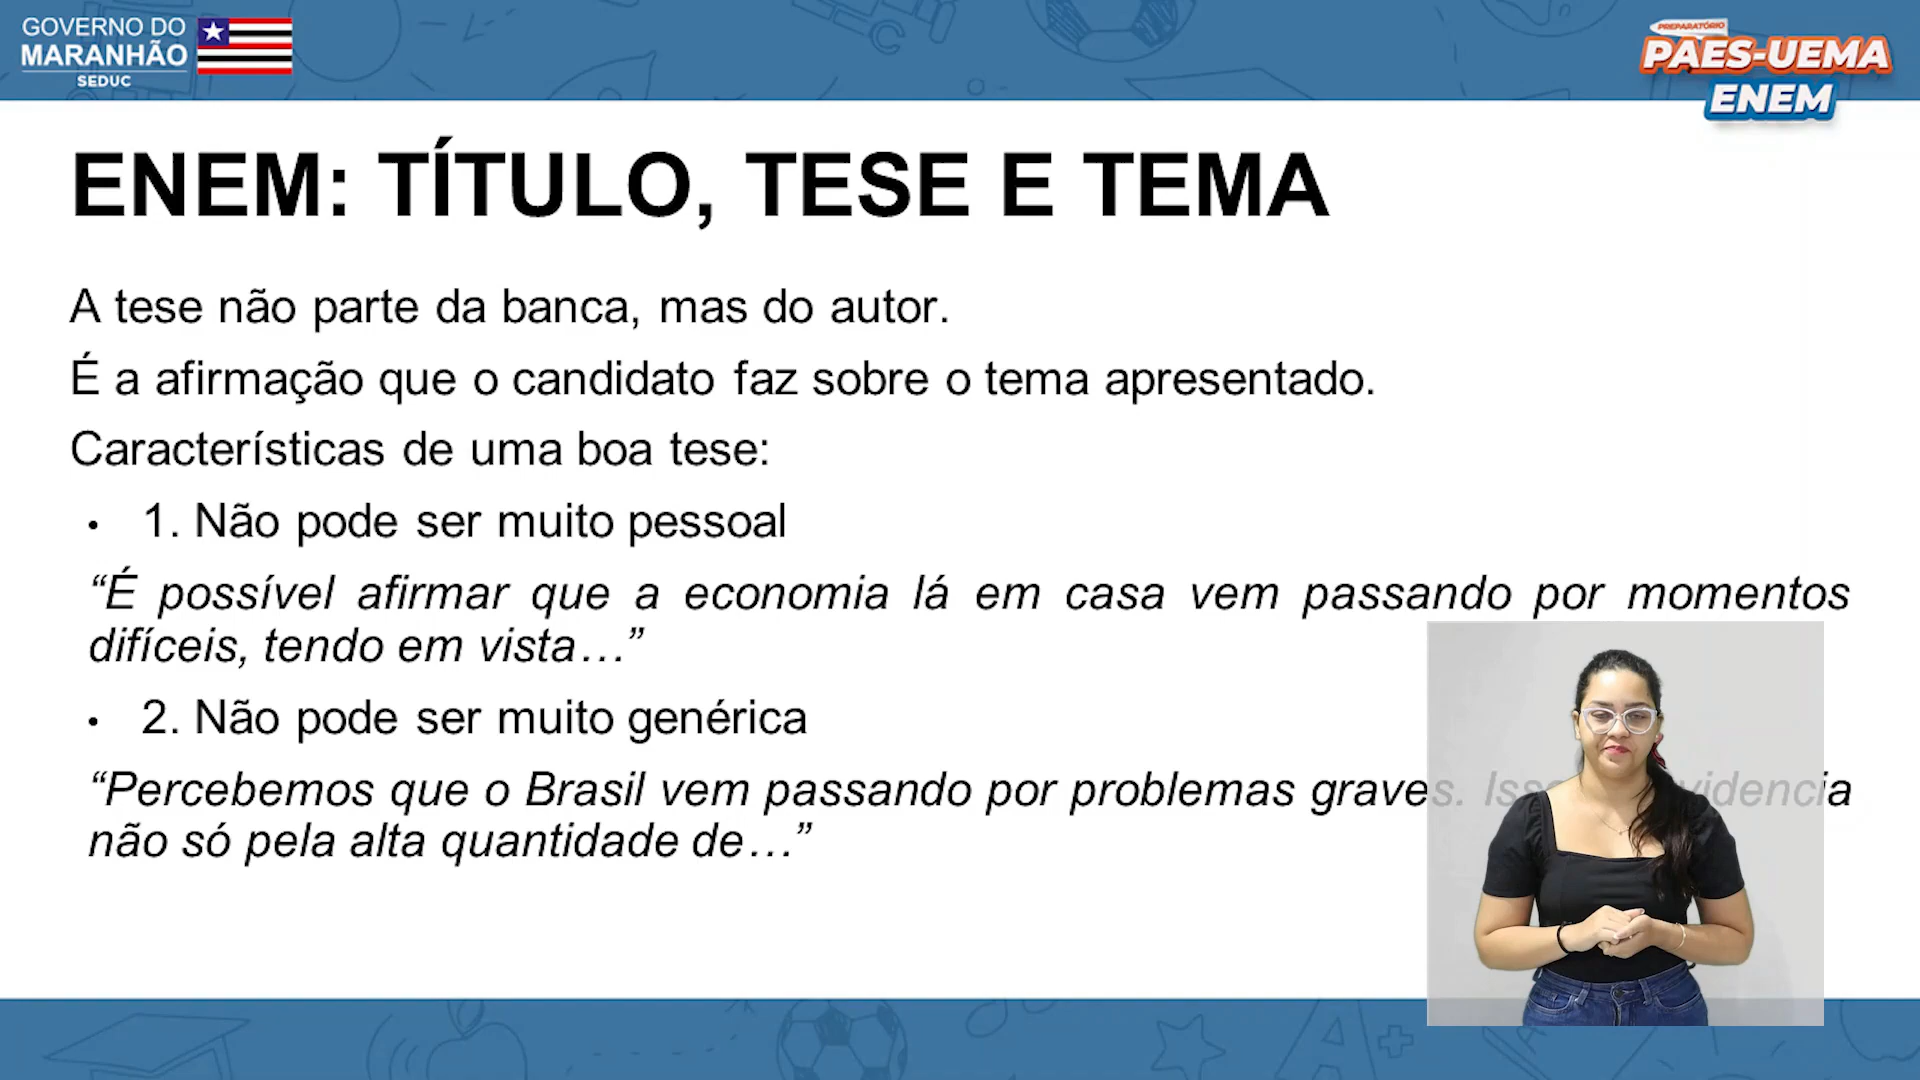 GOVERNO DO
MARANHÃO
SEDUC
PREPARATÓRIO
PAES-UEMA
ENEM
ENEM: TÍTULO, TESE E TEMA
A tese não parte da banca, mas do autor.
É a afirmação que o candidato faz sobre o tema apresentado.
Características de uma boa tese:
• 1. Não pode ser muito pessoal
“É possível afirmar que a economia lá em casa vem passando por momentos
difíceis, tendo em vista…”
• 2. Não pode ser muito genérica
“Percebemos que o Brasil vem passando por problemas graves.
não só pela alta quantidade de…”
A+